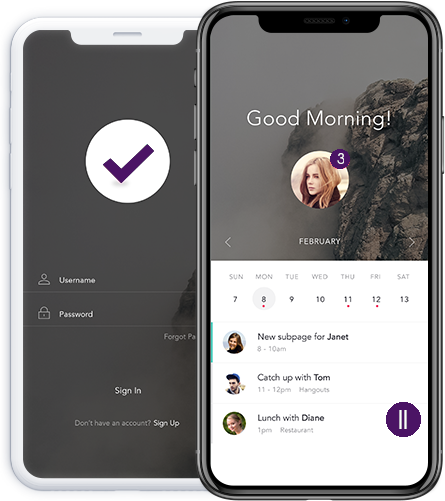 Username
Password
Forgot Pa
Sign In
Don't have an account? Sign Up
Good Morning!
3
FEBRUARY
SUN MON TUE WED THU FRI SAT
7 8 9 10 11 12 13
New subpage for Janet
8 - 10am
Catch up with Tom
11 - 12pm Hangouts
Lunch with Diane
1pm Restaurant